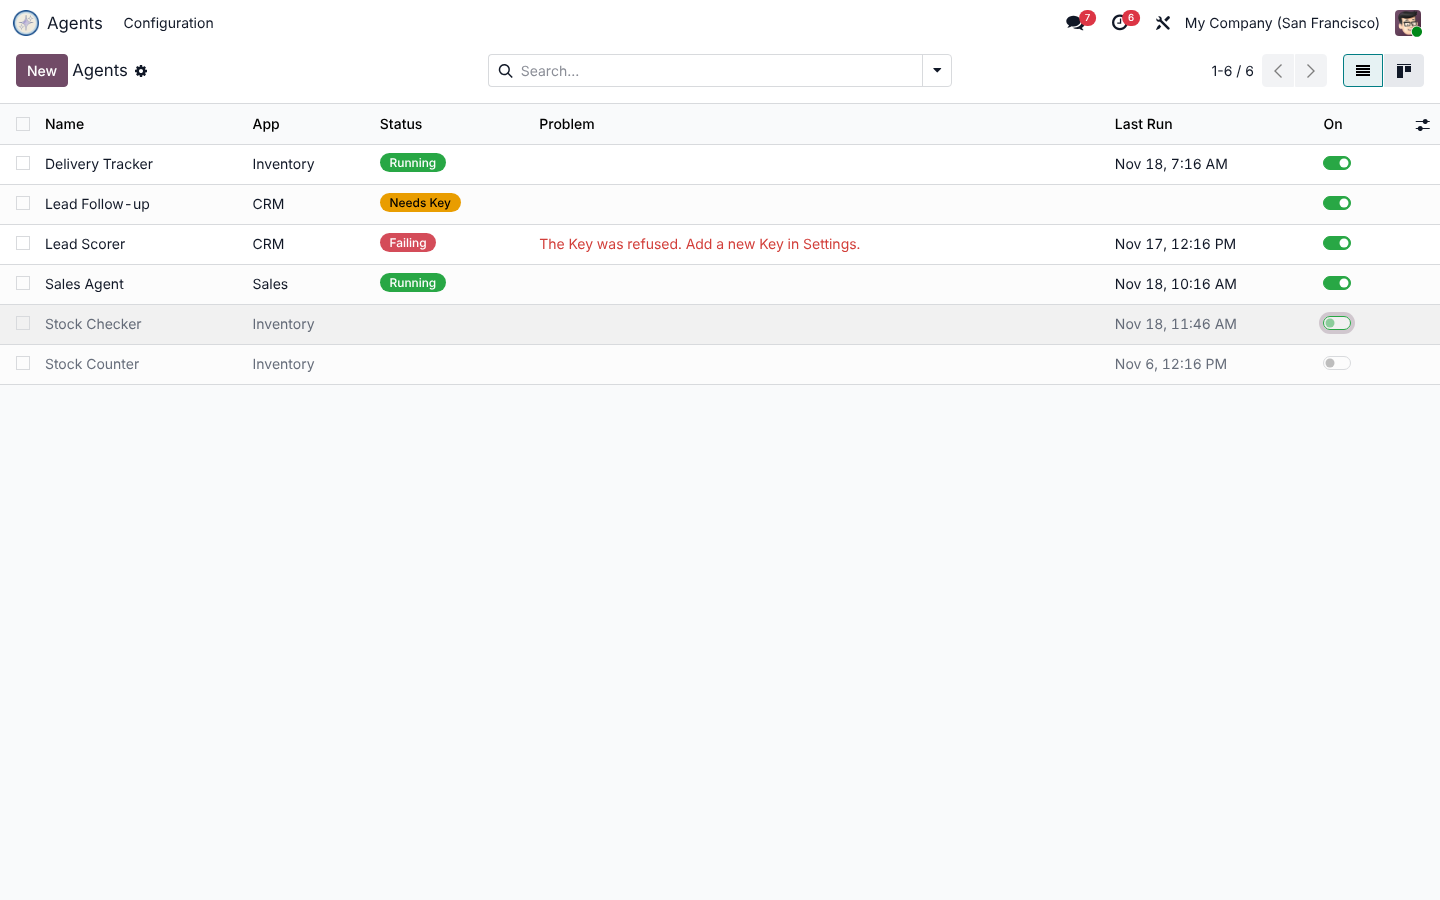 Agents Configuration 7 6 My Company (San Francisco)
New Agents Search... 1-6 / 6
Name App Status Problem Last Run On
Delivery Tracker Inventory Running Nov 18, 7:16 AM
Lead Follow-up CRM Needs Key
Lead Scorer CRM Failing The Key was refused. Add a new Key in Settings. Nov 17, 12:16 PM
Sales Agent Sales Running Nov 18, 10:16 AM
Stock Checker Inventory Nov 18, 11:46 AM
Stock Counter Inventory Nov 6, 12:16 PM